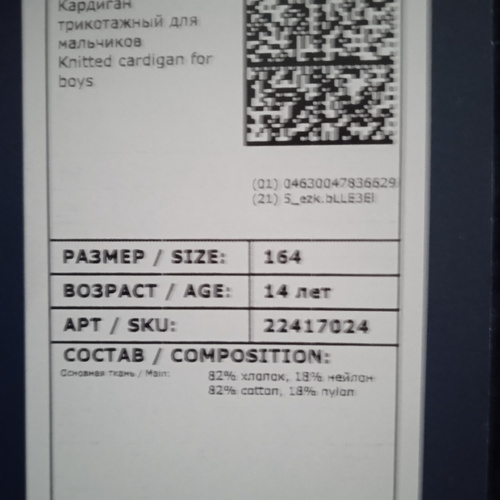 Кардиган
трикотажный для
мальчиков
Knitted cardigan for
boys
(01) 04630047836629
(21)
РАЗМЕР / SIZE: 164
ВОЗРАСТ / AGE: 14 лет
АРТ / SKU: 22417024
СОСТАВ / COMPOSITION:
Основная ткань / Main: 82% хлопок, 18% нейлон
82% cotton, 18% nylon